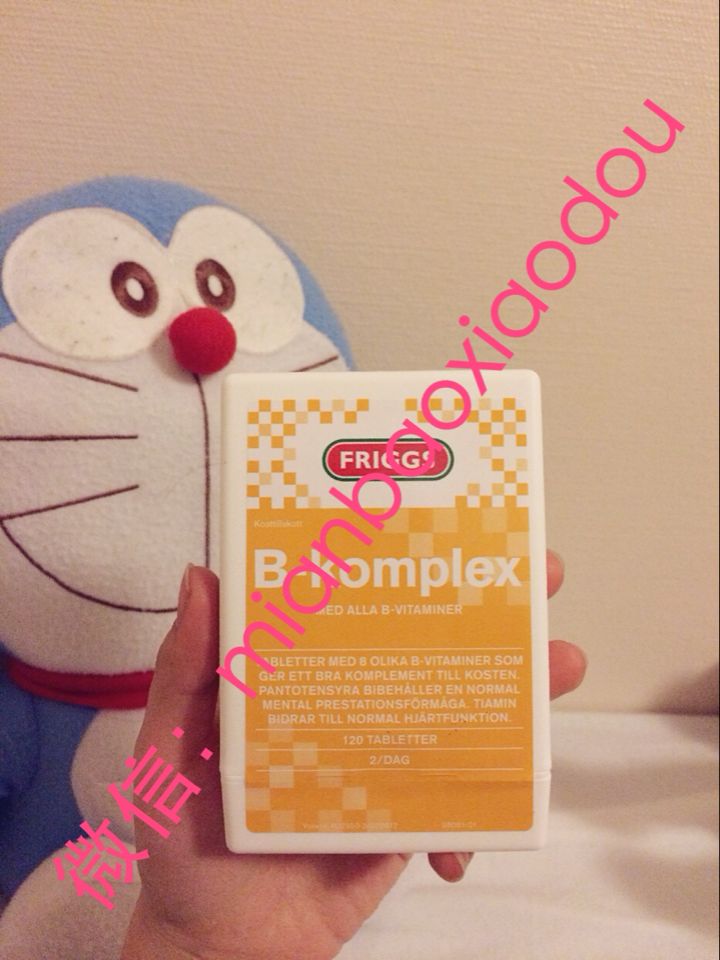 FRIGGS
Kosttillskott
B-komplex
MED ALLA B-VITAMINER
TABLETTER MED 8 OLIKA B-VITAMINER SOM
GER ETT BRA KOMPLEMENT TILL KOSTEN.
PANTOTENSYRA BIBEHÅLLER EN NORMAL
MENTAL PRESTATIONSFÖRMÅGA. TIAMIN
BIDRAR TILL NORMAL HJÄRTFUNKTION.
120 TABLETTER
2/DAG
微信: mianbaoxiaodou